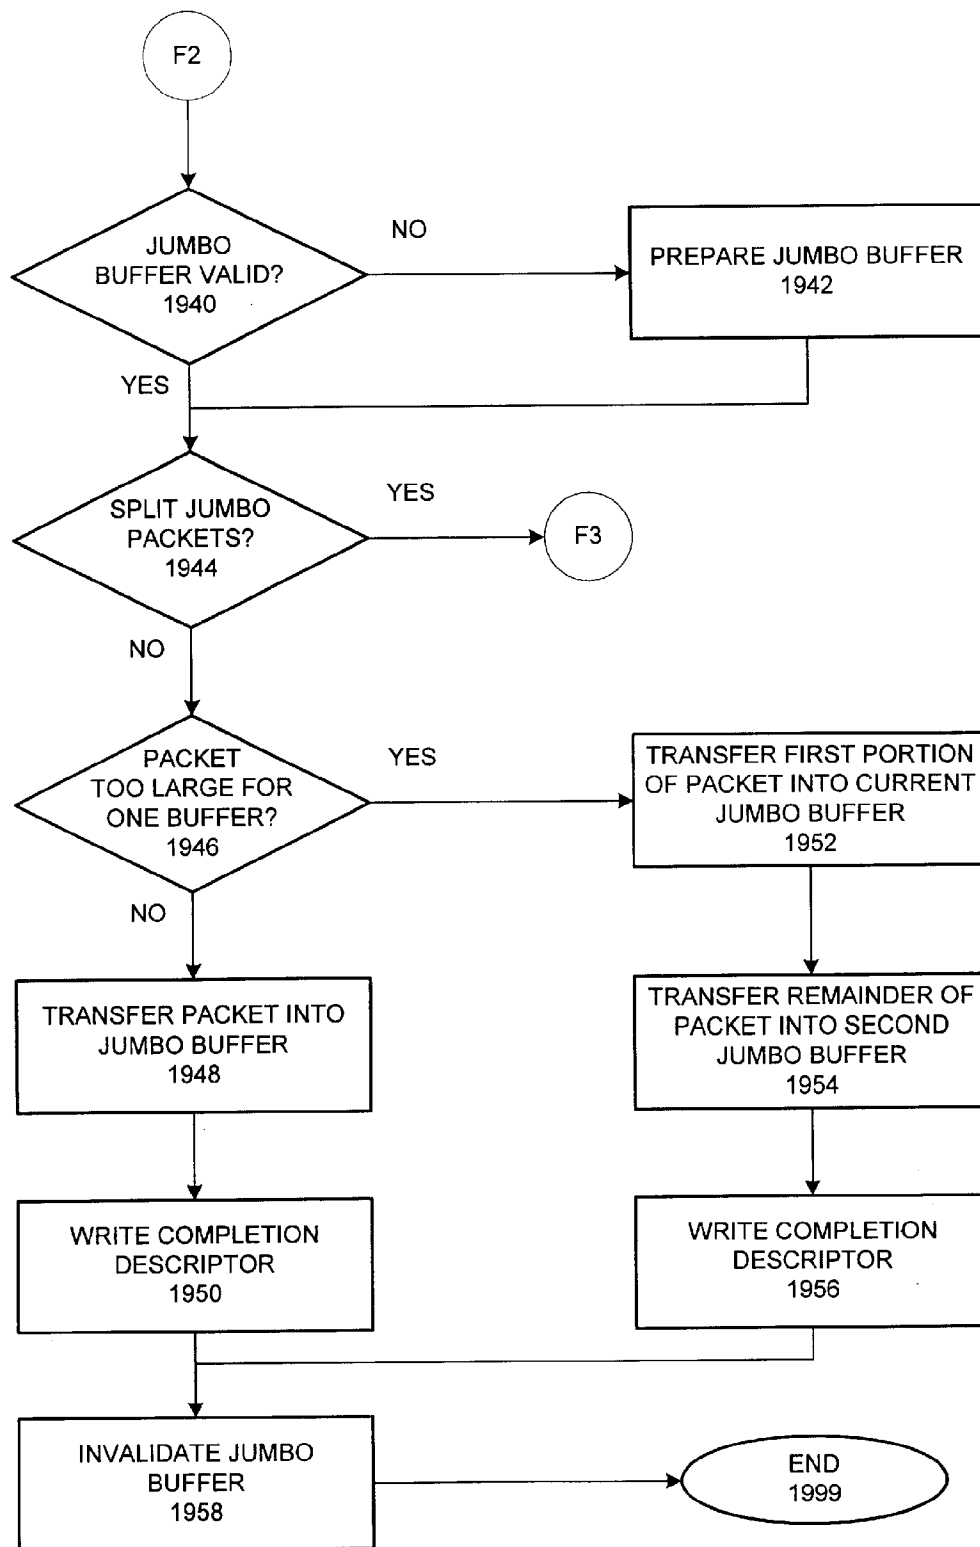 F2
JUMBO
BUFFER VALID?
1940
NO
PREPARE JUMBO BUFFER
1942
YES
SPLIT JUMBO
PACKETS?
1944
YES
F3
NO
PACKET
TOO LARGE FOR
ONE BUFFER?
1946
YES
TRANSFER FIRST PORTION
OF PACKET INTO CURRENT
JUMBO BUFFER
1952
NO
TRANSFER PACKET INTO
JUMBO BUFFER
1948
TRANSFER REMAINDER OF
PACKET INTO SECOND
JUMBO BUFFER
1954
WRITE COMPLETION
DESCRIPTOR
1950
WRITE COMPLETION
DESCRIPTOR
1956
INVALIDATE JUMBO
BUFFER
1958
END
1999